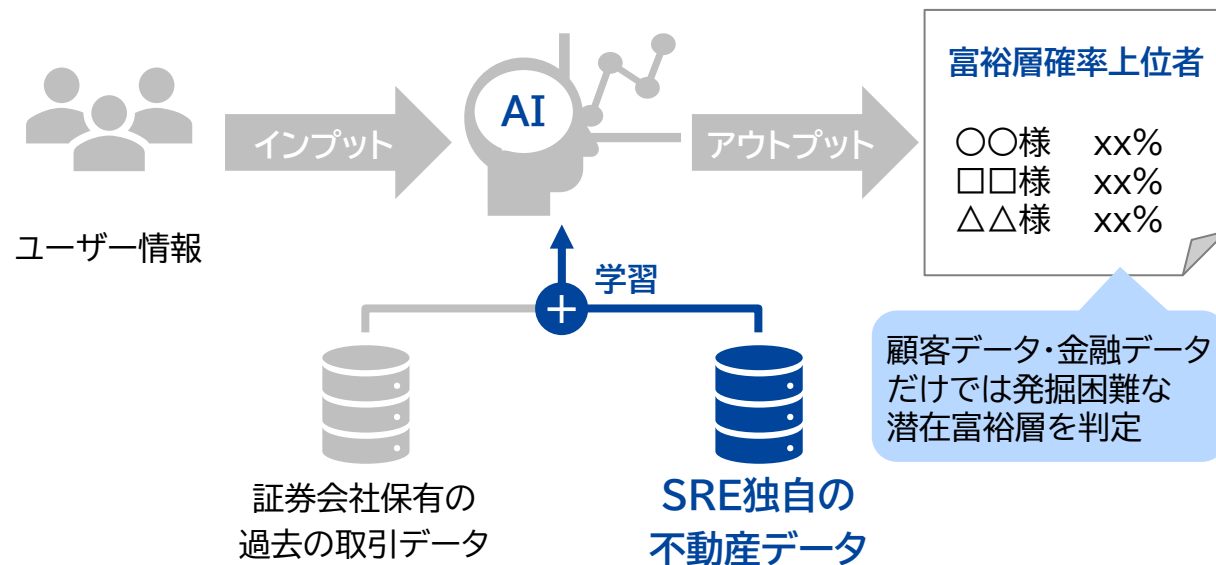 富裕層確率上位者
AI
インプット
アウトプット
○○様 xx%
□□様 xx%
△△様 xx%
ユーザー情報
学習
+
顧客データ・金融データ
だけでは発掘困難な
潜在富裕層を判定
証券会社保有の
過去の取引データ
SRE独自の
不動産データ